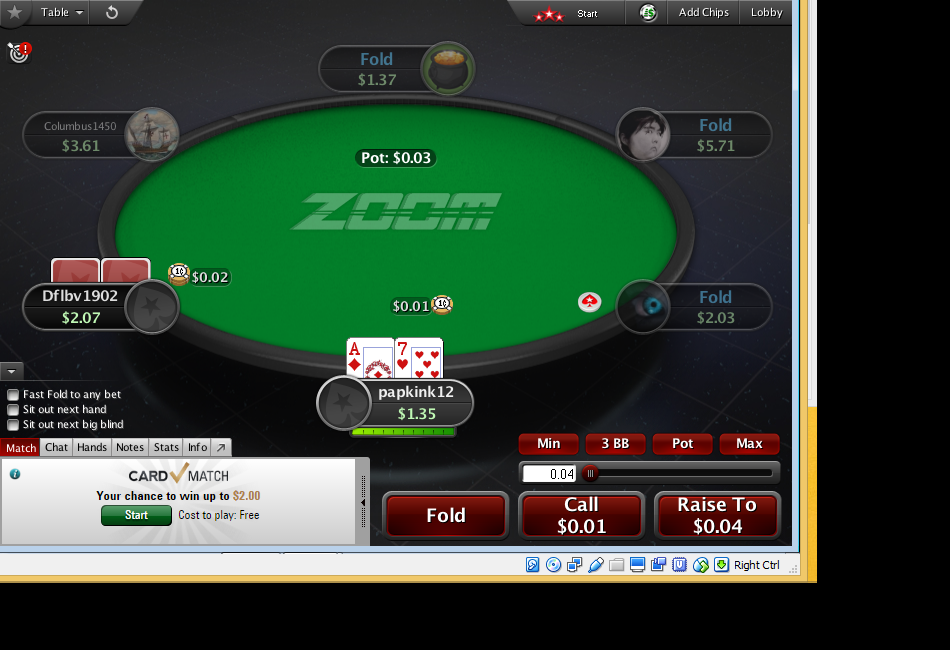 Table
Start
Add Chips
Lobby
!
Fold
$1.37
Columbus1450
$3.61
Fold
$5.71
Pot: $0.03
ZOOM
Dflbv1902
$2.07
1¢ $0.02
$0.01 1¢
Fold
$2.03
A 7
papkink12
$1.35
Fast Fold to any bet
Sit out next hand
Sit out next big blind
Match Chat Hands Notes Stats Info
CARD MATCH
Your chance to win up to $2.00
Start Cost to play: Free
Min 3 BB Pot Max
0.04
Fold
Call
$0.01
Raise To
$0.04
Right Ctrl